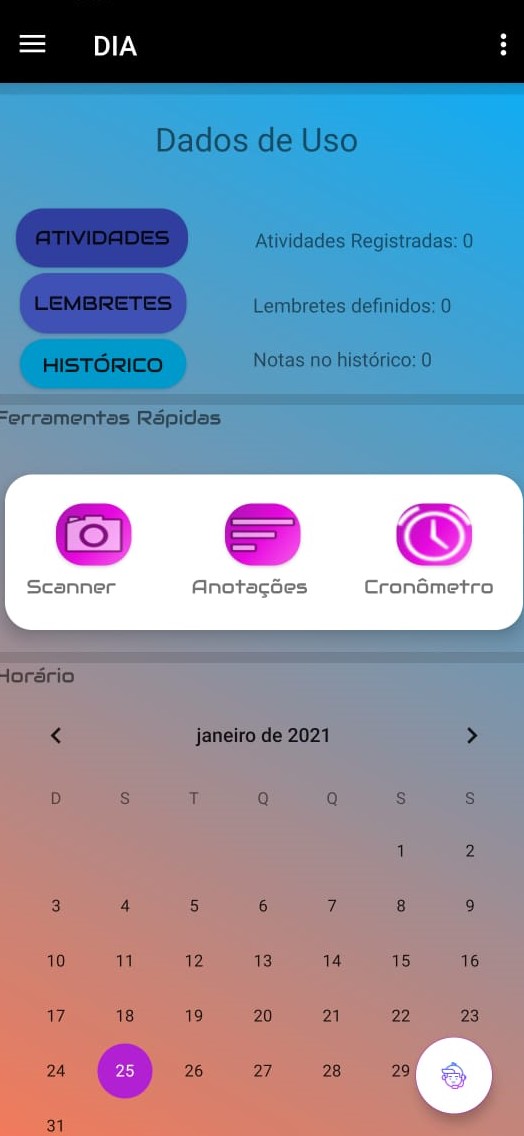 DIA
Dados de Uso
ATIVIDADES
Atividades Registradas: 0
LEMBRETES
Lembretes definidos: 0
HISTÓRICO
Notas no histórico: 0
Ferramentas Rápidas
Scanner Anotações Cronômetro
Horário
janeiro de 2021
D S T Q Q S S
1 2
3 4 5 6 7 8 9
10 11 12 13 14 15 16
17 18 19 20 21 22 23
24 25 26 27 28 29
31